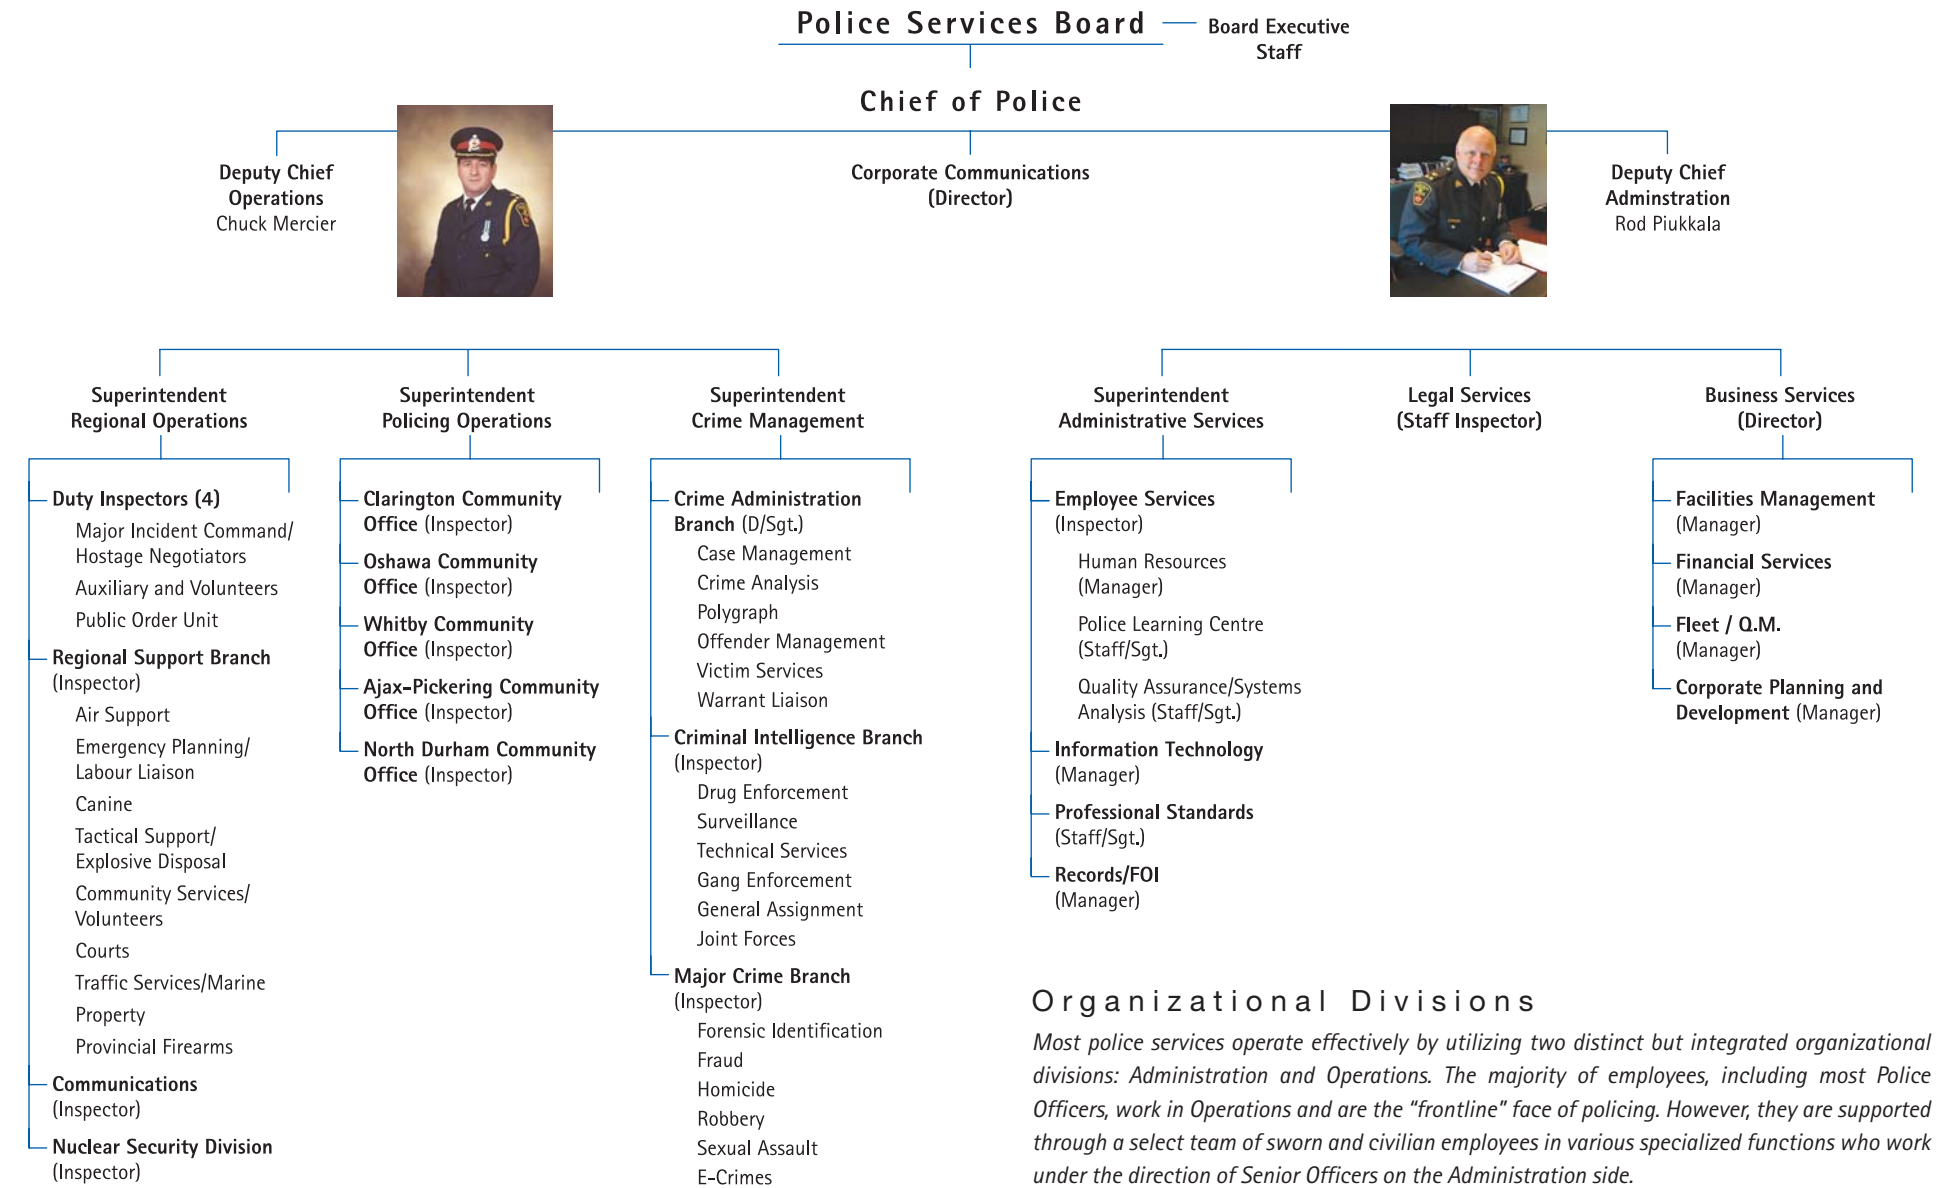 Police Services Board
Board Executive
Staff
Chief of Police
Deputy Chief
Operations
Chuck Mercier
Corporate Communications
(Director)
Deputy Chief
Adminstration
Rod Piukkala
Superintendent
Regional Operations
Duty Inspectors (4)
Major Incident Command/
Hostage Negotiators
Auxiliary and Volunteers
Public Order Unit
Regional Support Branch
(Inspector)
Air Support
Emergency Planning/
Labour Liaison
Canine
Tactical Support/
Explosive Disposal
Community Services/
Volunteers
Courts
Traffic Services/Marine
Property
Provincial Firearms
Communications
(Inspector)
Nuclear Security Division
(Inspector)
Superintendent
Policing Operations
Clarington Community
Office (Inspector)
Oshawa Community
Office (Inspector)
Whitby Community
Office (Inspector)
Ajax-Pickering Community
Office (Inspector)
North Durham Community
Office (Inspector)
Superintendent
Crime Management
Crime Administration
Branch (D/Sgt.)
Case Management
Crime Analysis
Polygraph
Offender Management
Victim Services
Warrant Liaison
Criminal Intelligence Branch
(Inspector)
Drug Enforcement
Surveillance
Technical Services
Gang Enforcement
General Assignment
Joint Forces
Major Crime Branch
(Inspector)
Forensic Identification
Fraud
Homicide
Robbery
Sexual Assault
E-Crimes
Superintendent
Administrative Services
Employee Services
(Inspector)
Human Resources
(Manager)
Police Learning Centre
(Staff/Sgt.)
Quality Assurance/Systems
Analysis (Staff/Sgt.)
Information Technology
(Manager)
Professional Standards
(Staff/Sgt.)
Records/FOI
(Manager)
Legal Services
(Staff Inspector)
Business Services
(Director)
Facilities Management
(Manager)
Financial Services
(Manager)
Fleet / Q.M.
(Manager)
Corporate Planning and
Development (Manager)
Organizational Divisions
Most police services operate effectively by utilizing two distinct but integrated organizational
divisions: Administration and Operations. The majority of employees, including most Police
Officers, work in Operations and are the “frontline” face of policing. However, they are supported
through a select team of sworn and civilian employees in various specialized functions who work
under the direction of Senior Officers on the Administration side.